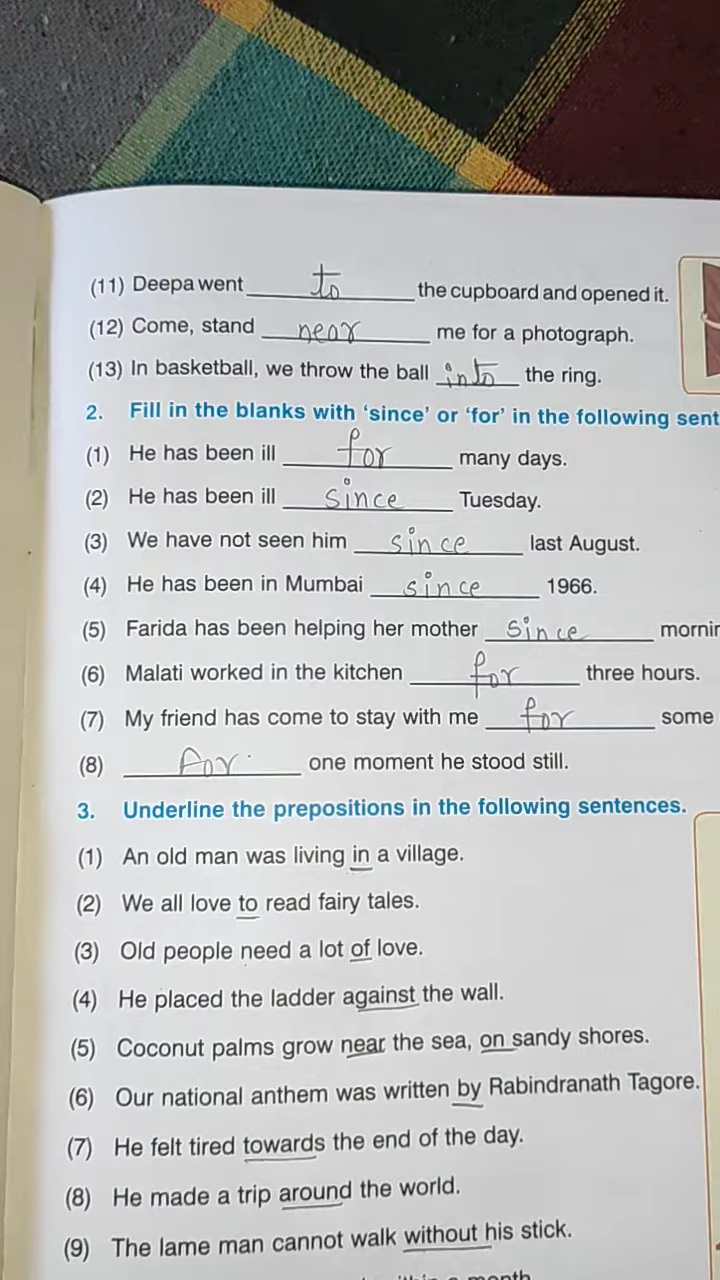 (11) Deepa went to the cupboard and opened it.
(12) Come, stand near me for a photograph.
(13) In basketball, we throw the ball into the ring.
2. Fill in the blanks with ‘since’ or ‘for’ in the following sent
(1) He has been ill for many days.
(2) He has been ill since Tuesday.
(3) We have not seen him since last August.
(4) He has been in Mumbai since 1966.
(5) Farida has been helping her mother since mornin
(6) Malati worked in the kitchen for three hours.
(7) My friend has come to stay with me for some
(8) for one moment he stood still.
3. Underline the prepositions in the following sentences.
(1) An old man was living in a village.
(2) We all love to read fairy tales.
(3) Old people need a lot of love.
(4) He placed the ladder against the wall.
(5) Coconut palms grow near the sea, on sandy shores.
(6) Our national anthem was written by Rabindranath Tagore.
(7) He felt tired towards the end of the day.
(8) He made a trip around the world.
(9) The lame man cannot walk without his stick.
a month